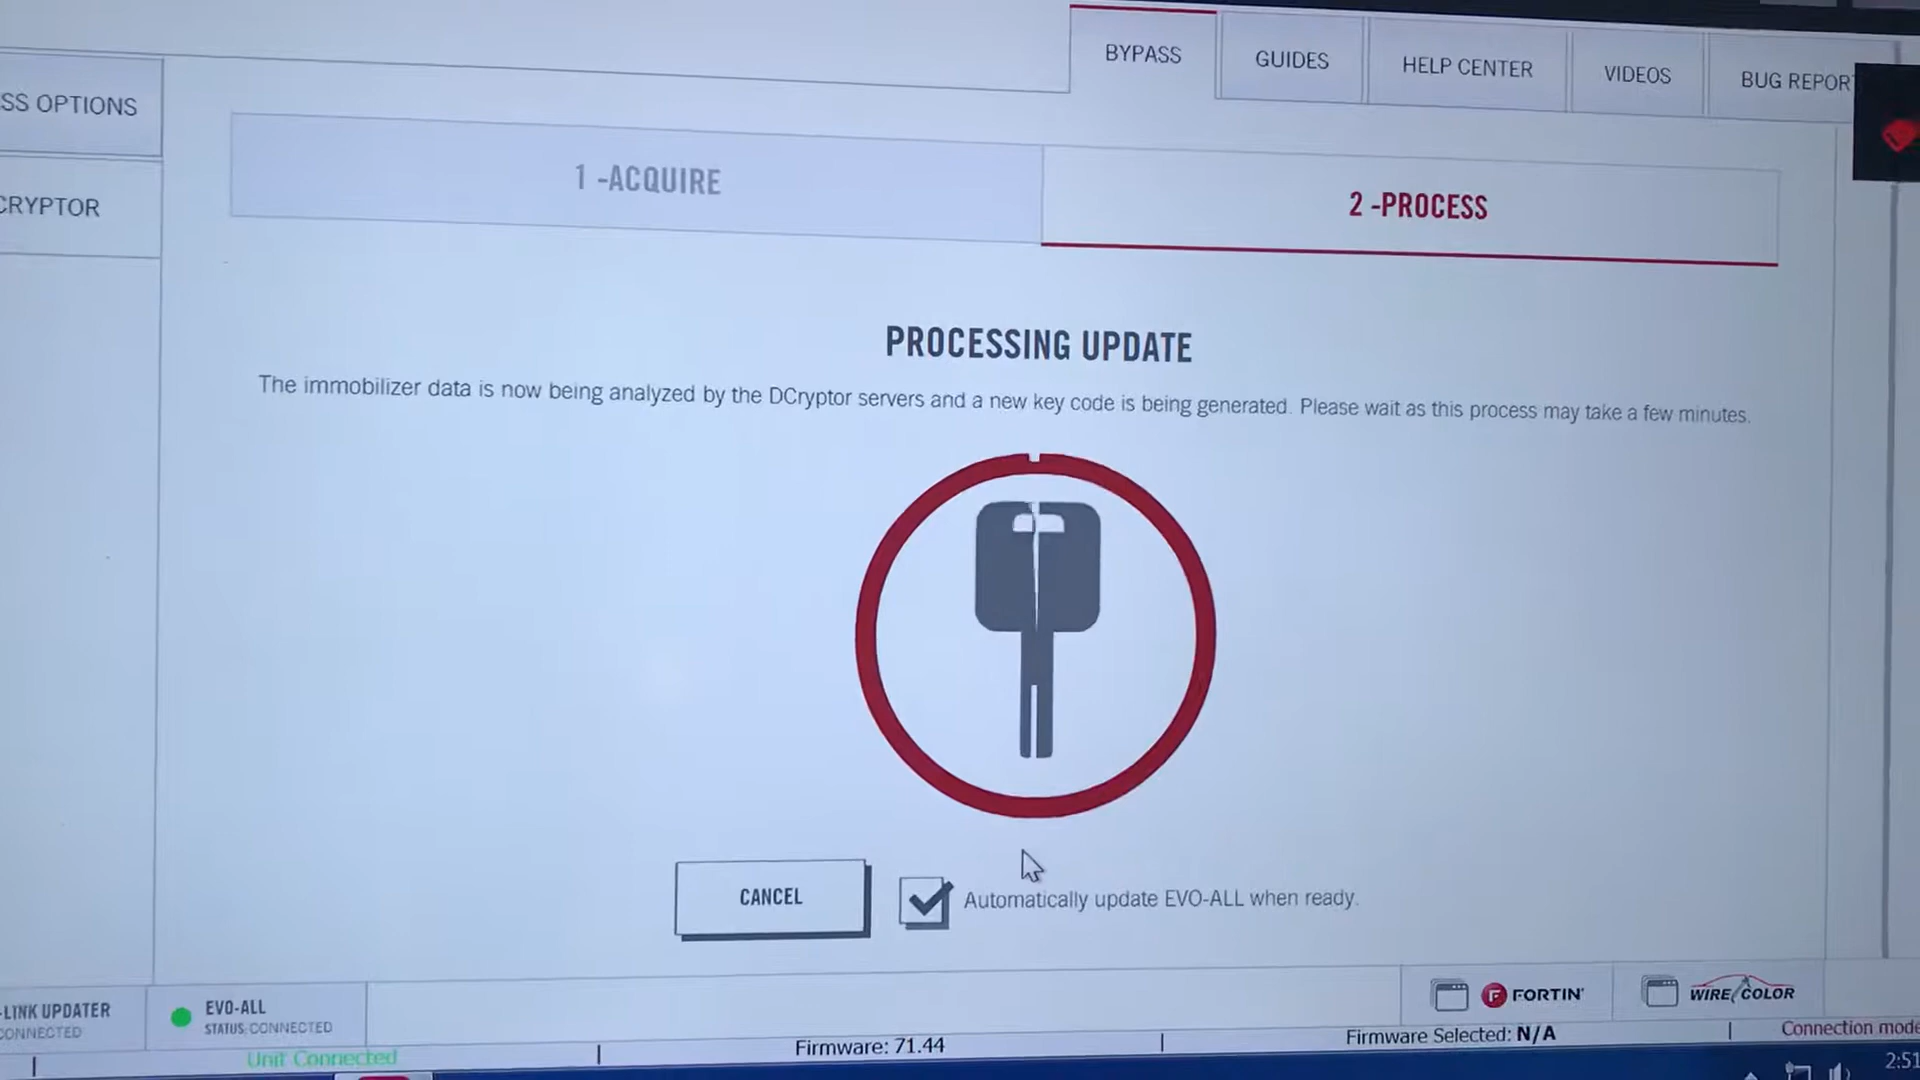 BYPASS
GUIDES
HELP CENTER
VIDEOS
BUG REPOR
SS OPTIONS
CRYPTOR
1 -ACQUIRE
2 -PROCESS
PROCESSING UPDATE
The immobilizer data is now being analyzed by the DCryptor servers and a new key code is being generated. Please wait as this process may take a few minutes.
CANCEL
Automatically update EVO-ALL when ready.
-LINK UPDATER
CONNECTED
EVO-ALL
STATUS: CONNECTED
FORTIN
WIRE COLOR
Unit Connected
Firmware: 71.44
Firmware Selected: N/A
Connection mode
2:51